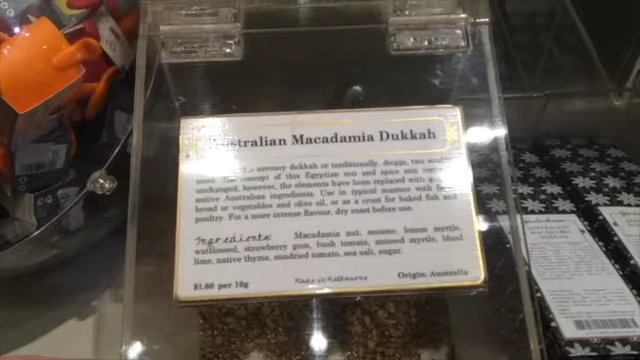 Australian Macadamia Dukkah
savoury dukkah or traditionally, duqqa, two
The concept of this Egyptian nut and spice mix
unchanged, however, the elements have been replaced with
native Australian ingredients. Use in typical manner with
bread or vegetables and olive oil, or as a crust for baked fish and
poultry. For a more intense flavour, dry roast before use.
Ingredients: Macadamia nut, sesame, lemon myrtle,
wattleseed, strawberry gum, bush tomato, aniseed myrtle, blood
lime, native thyme, sundried tomato, sea salt, sugar.
Made in Melbourne
$1.60 per 10g
Origin: Australia